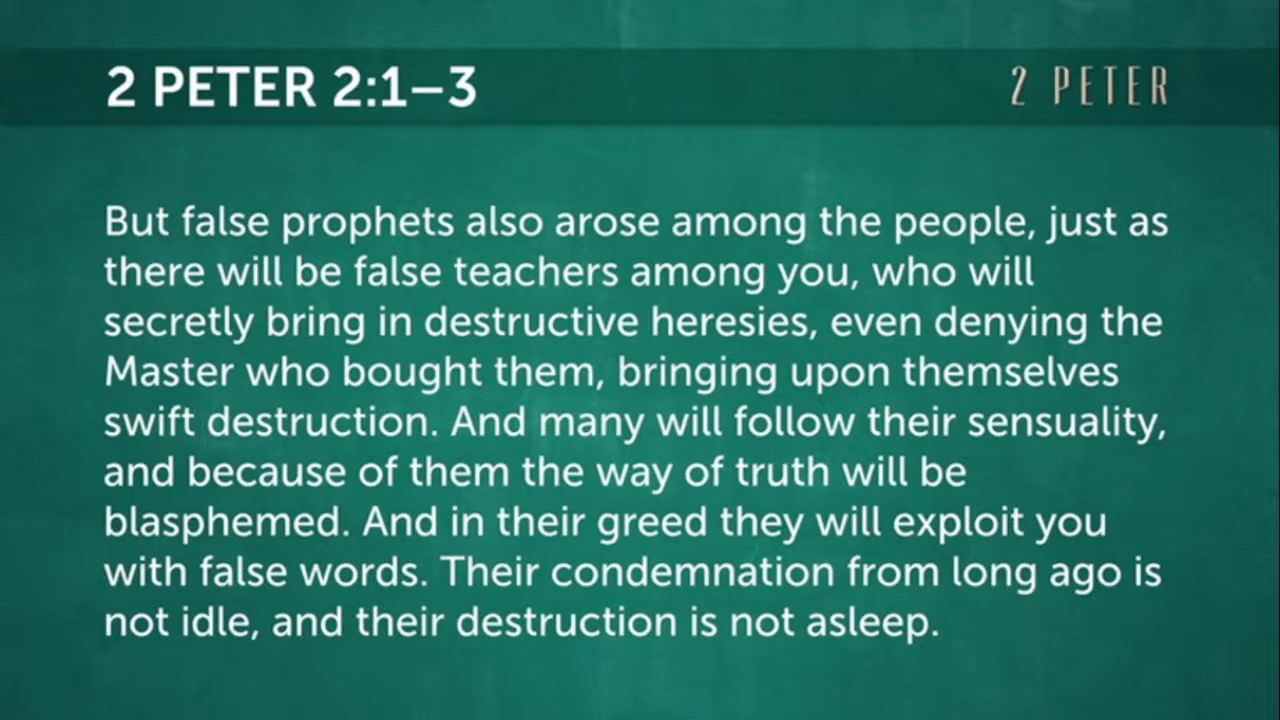 2 PETER 2:1–3
2 PETER
But false prophets also arose among the people, just as
there will be false teachers among you, who will
secretly bring in destructive heresies, even denying the
Master who bought them, bringing upon themselves
swift destruction. And many will follow their sensuality,
and because of them the way of truth will be
blasphemed. And in their greed they will exploit you
with false words. Their condemnation from long ago is
not idle, and their destruction is not asleep.